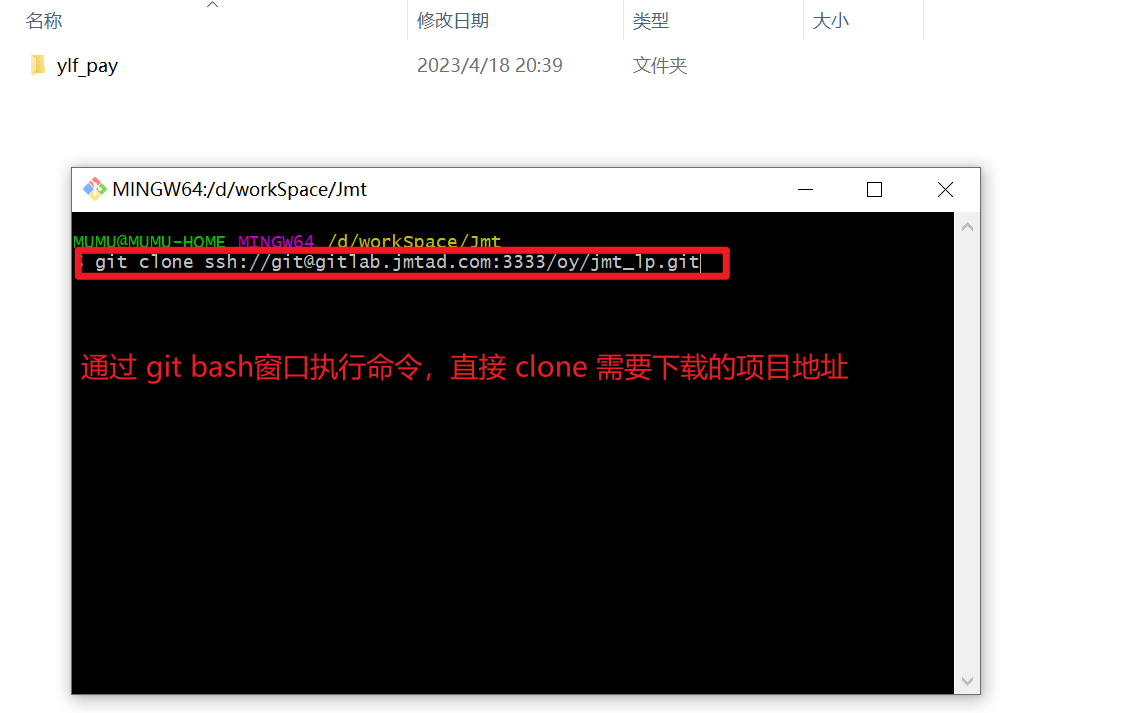 名称 修改日期 类型 大小
ylf_pay 2023/4/18 20:39 文件夹
MINGW64:/d/workSpace/Jmt
MUMU@MUMU-HOME MINGW64 /d/workSpace/Jmt
git clone ssh://git@gitlab.jmtad.com:3333/oy/jmt_lp.git
通过 git bash窗口执行命令，直接 clone 需要下载的项目地址